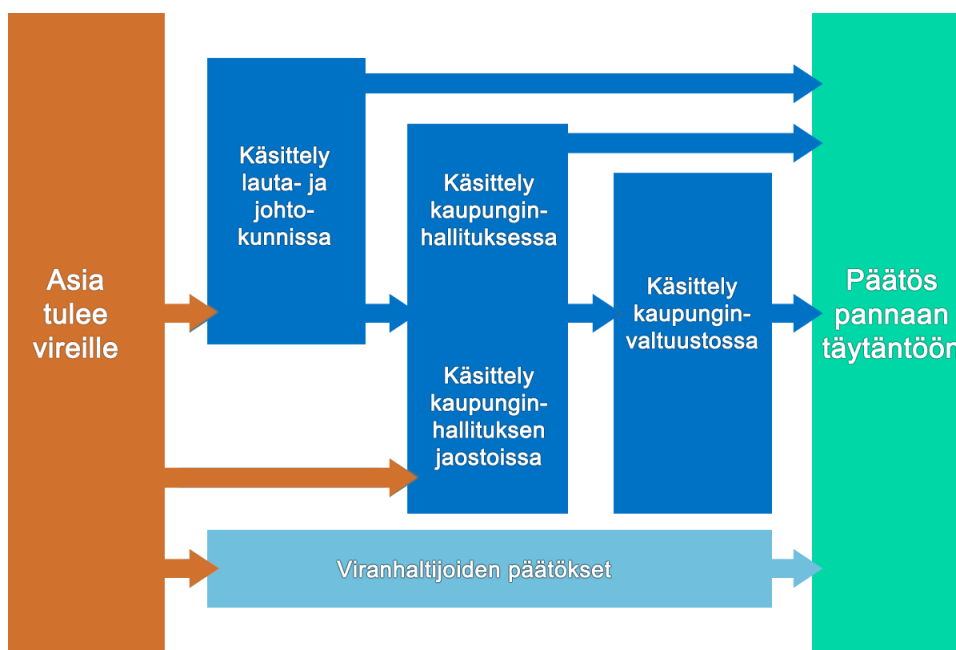 Asia
tulee
vireille
Käsittely
lauta- ja
johto-
kunnissa
Käsittely
kaupungin-
hallituksessa
Käsittely
kaupungin-
hallituksen
jaostoissa
Käsittely
kaupungin-
valtuustossa
Viranhaltijoiden päätökset
Päätös
pannaan
täytäntöön